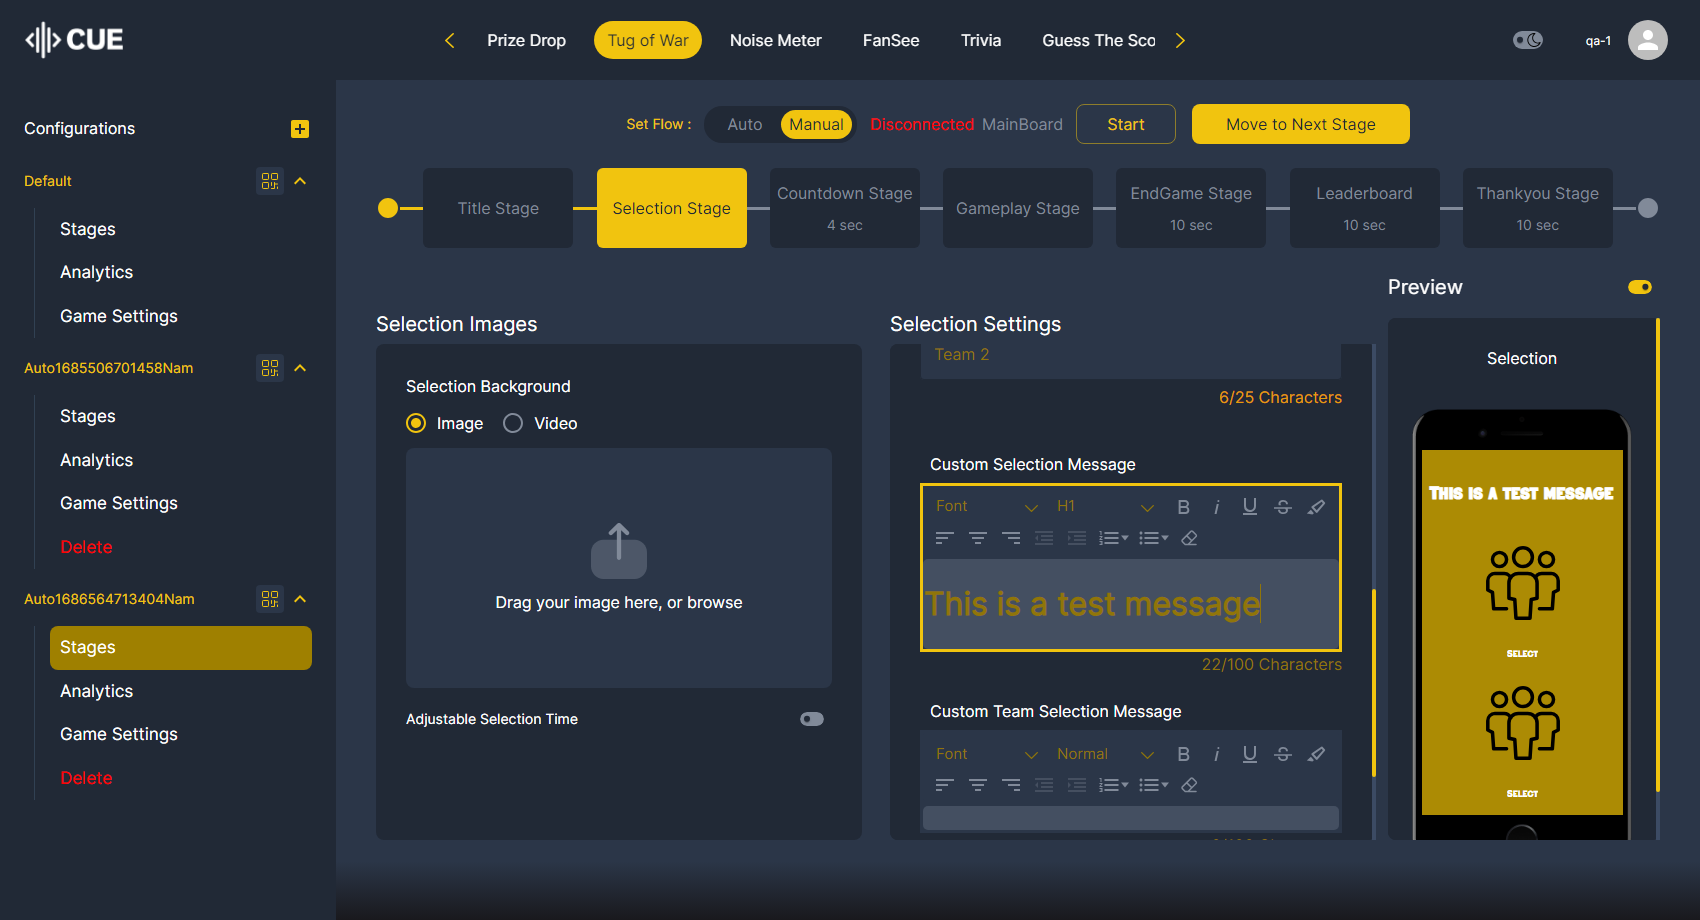 CUE
Prize Drop
Tug of War
Noise Meter
FanSee
Trivia
Guess The Sco
qa-1
Configurations
Default
Stages
Analytics
Game Settings
Auto1685506701458Nam
Stages
Analytics
Game Settings
Delete
Auto1686564713404Nam
Stages
Analytics
Game Settings
Delete
Set Flow :
Auto
Manual
Disconnected MainBoard
Start
Move to Next Stage
Title Stage
Selection Stage
Countdown Stage
4 sec
Gameplay Stage
EndGame Stage
10 sec
Leaderboard
10 sec
Thankyou Stage
10 sec
Selection Images
Selection Background
Image
Video
Drag your image here, or browse
Adjustable Selection Time
Selection Settings
Team 2
6/25 Characters
Custom Selection Message
Font
H1
B i U S
This is a test message
22/100 Characters
Custom Team Selection Message
Font
Normal
B i U S
Preview
Selection
THIS IS A TEST MESSAGE
SELECT
SELECT